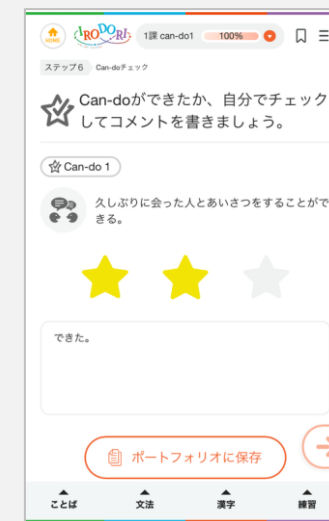 HOME
IRODORI
1課 can-do1
100%
ステップ6 Can-doチェック
Can-doができたか、自分でチェック
してコメントを書きましょう。
Can-do 1
久しぶりに会った人とあいさつをすることがで
きる。
できた。
ポートフォリオに保存
ことば
文法
漢字
練習